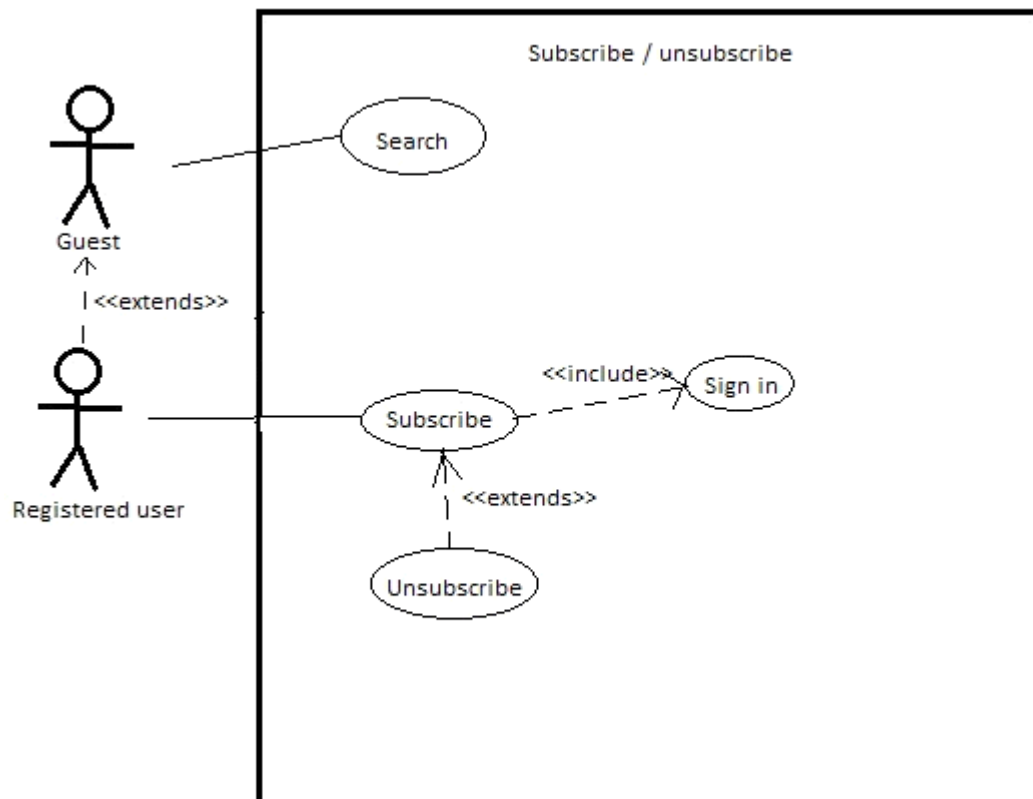 Subscribe / unsubscribe
Search
Guest
<<extends>>
<<include>>
Sign in
Subscribe
Registered user
<<extends>>
Unsubscribe